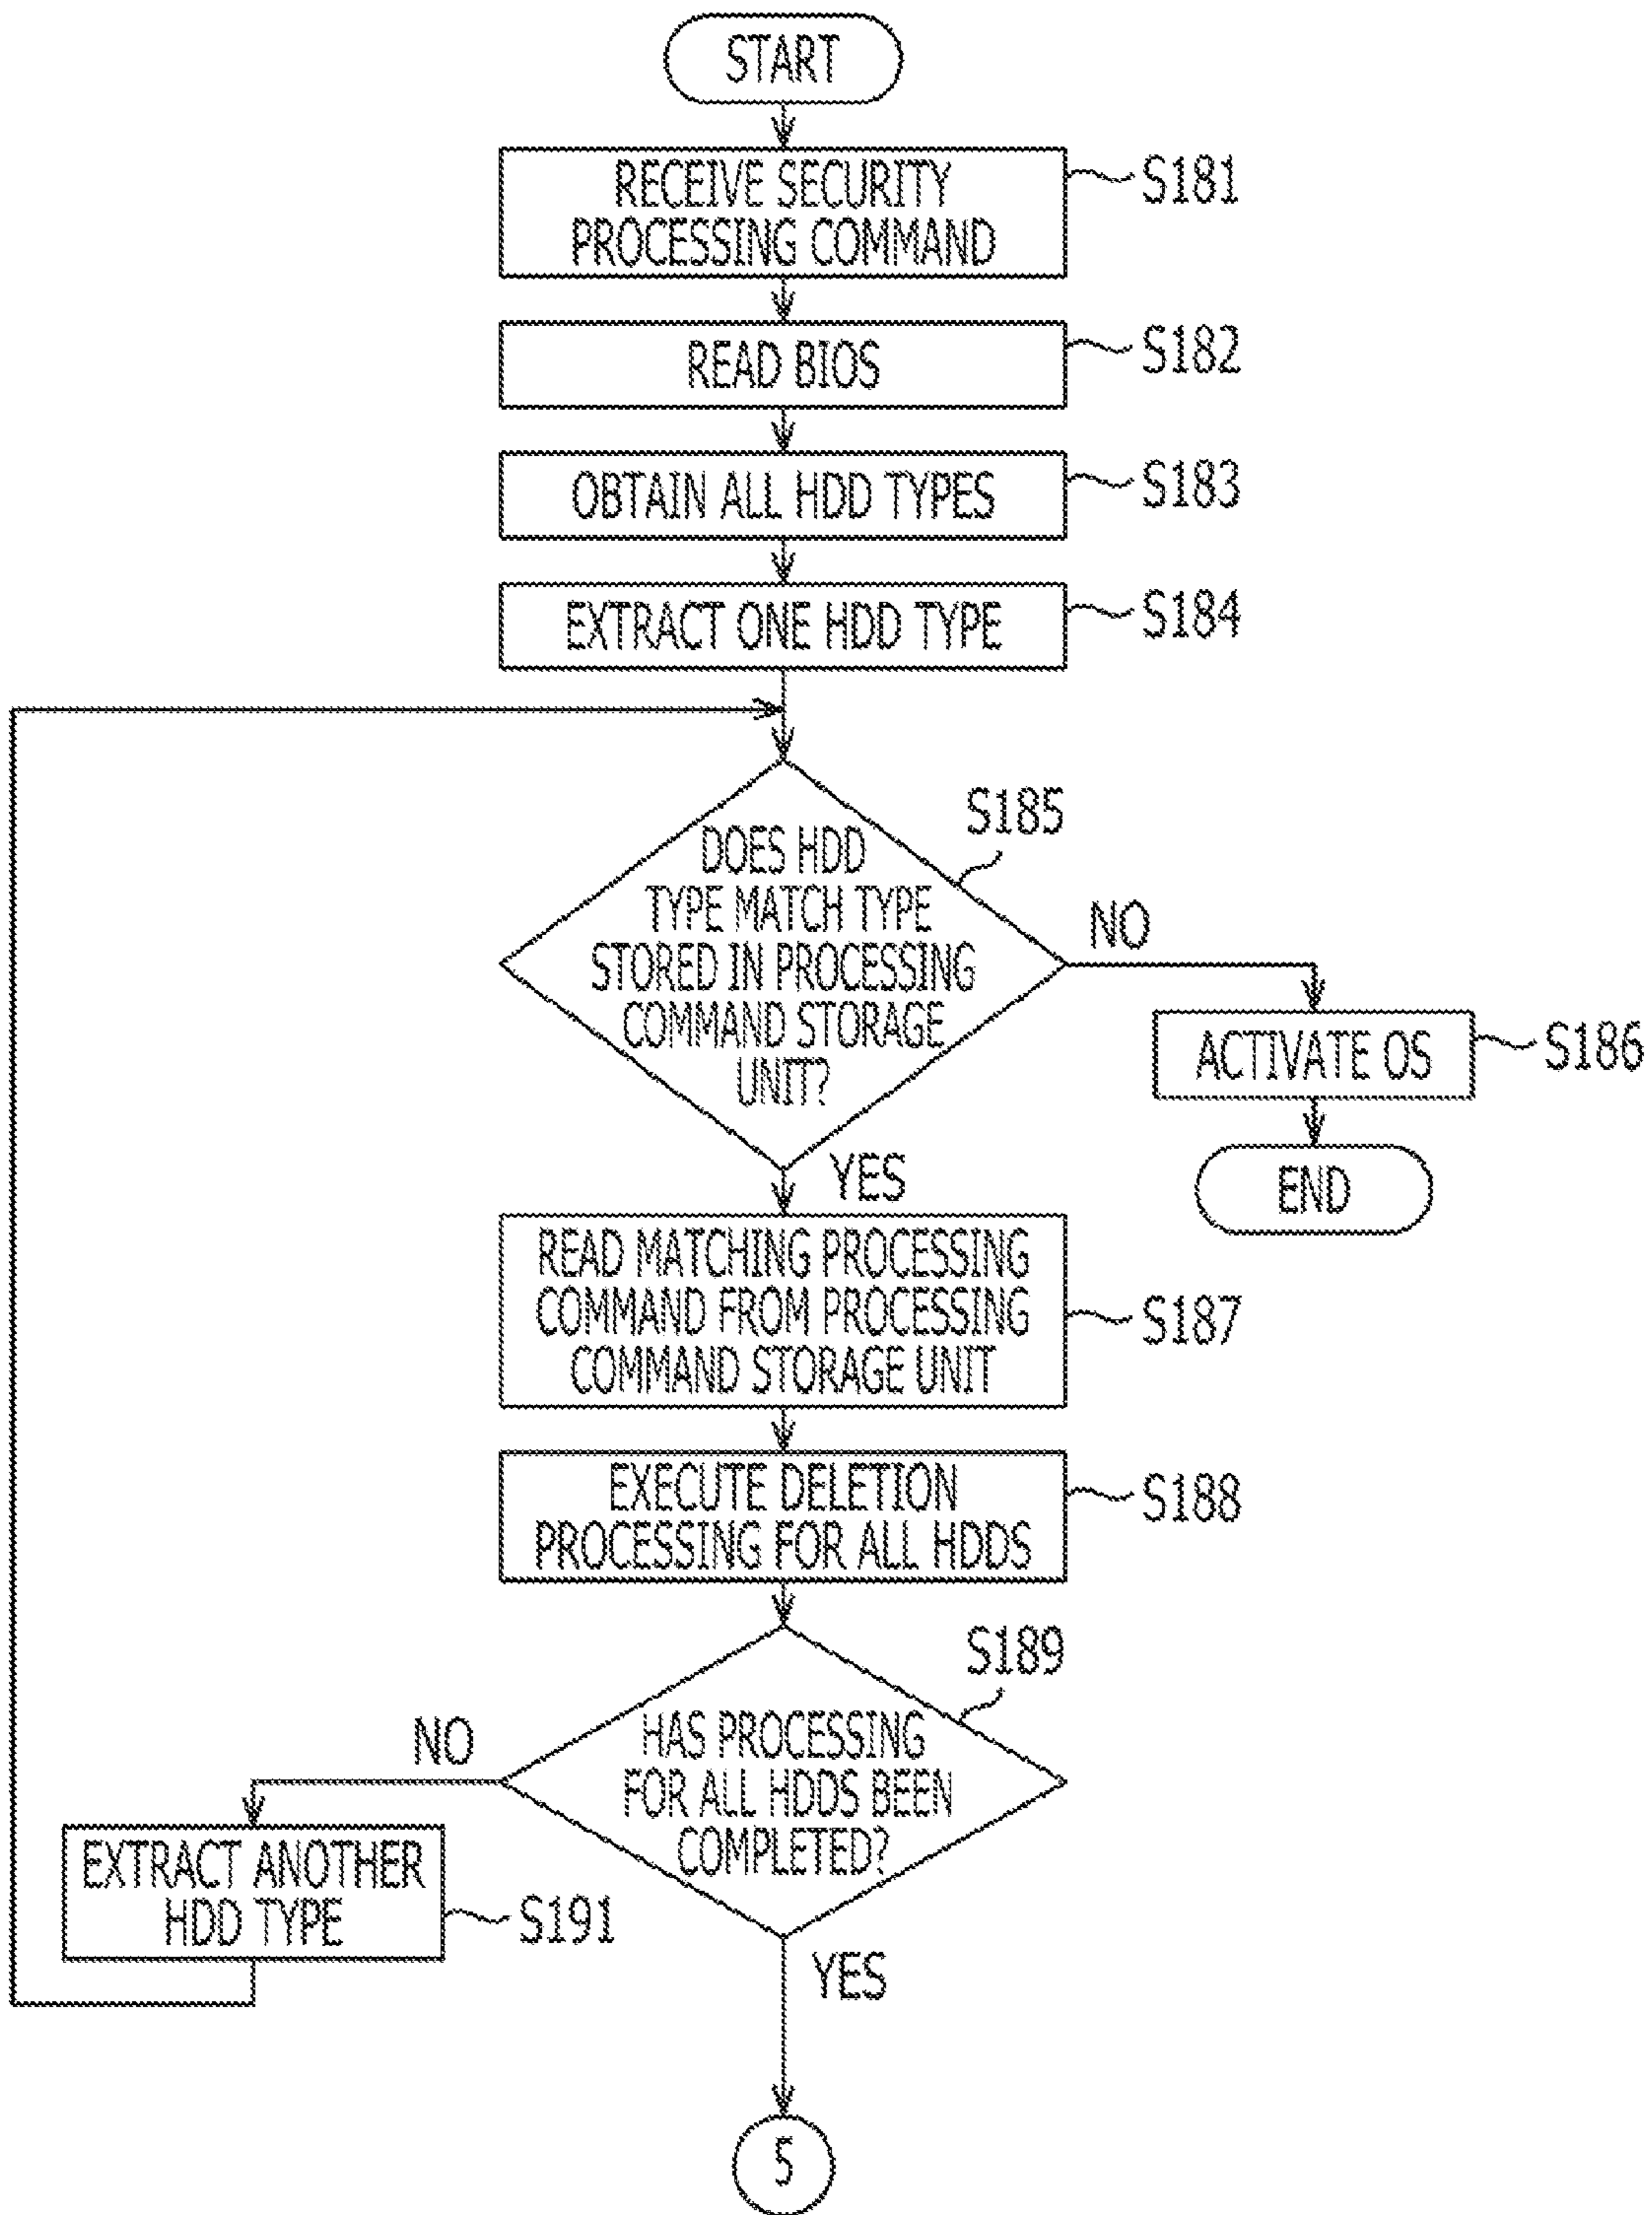 START
RECEIVE SECURITY
PROCESSING COMMAND
S181
READ BIOS
S182
OBTAIN ALL HDD TYPES
S183
EXTRACT ONE HDD TYPE
S184
S185
DOES HDD
TYPE MATCH TYPE
STORED IN PROCESSING
COMMAND STORAGE
UNIT?
NO
ACTIVATE OS
S186
END
YES
READ MATCHING PROCESSING
COMMAND FROM PROCESSING
COMMAND STORAGE UNIT
S187
EXECUTE DELETION
PROCESSING FOR ALL HDDS
S188
S189
HAS PROCESSING
FOR ALL HDDS BEEN
COMPLETED?
NO
EXTRACT ANOTHER
HDD TYPE
S191
YES
5